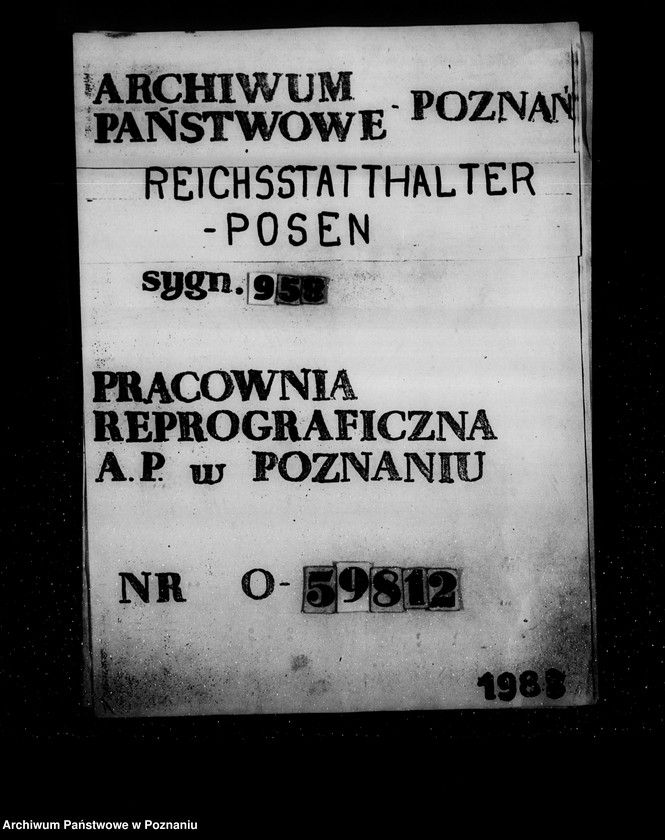 ARCHIWUM
PAŃSTWOWE - POZNAŃ
REICHSSTATTHALTER
-POSEN
sygn. 958
PRACOWNIA
REPROGRAFICZNA
A.P. w POZNANIU
NR O-59812
1988
Archiwum Państwowe w Poznaniu